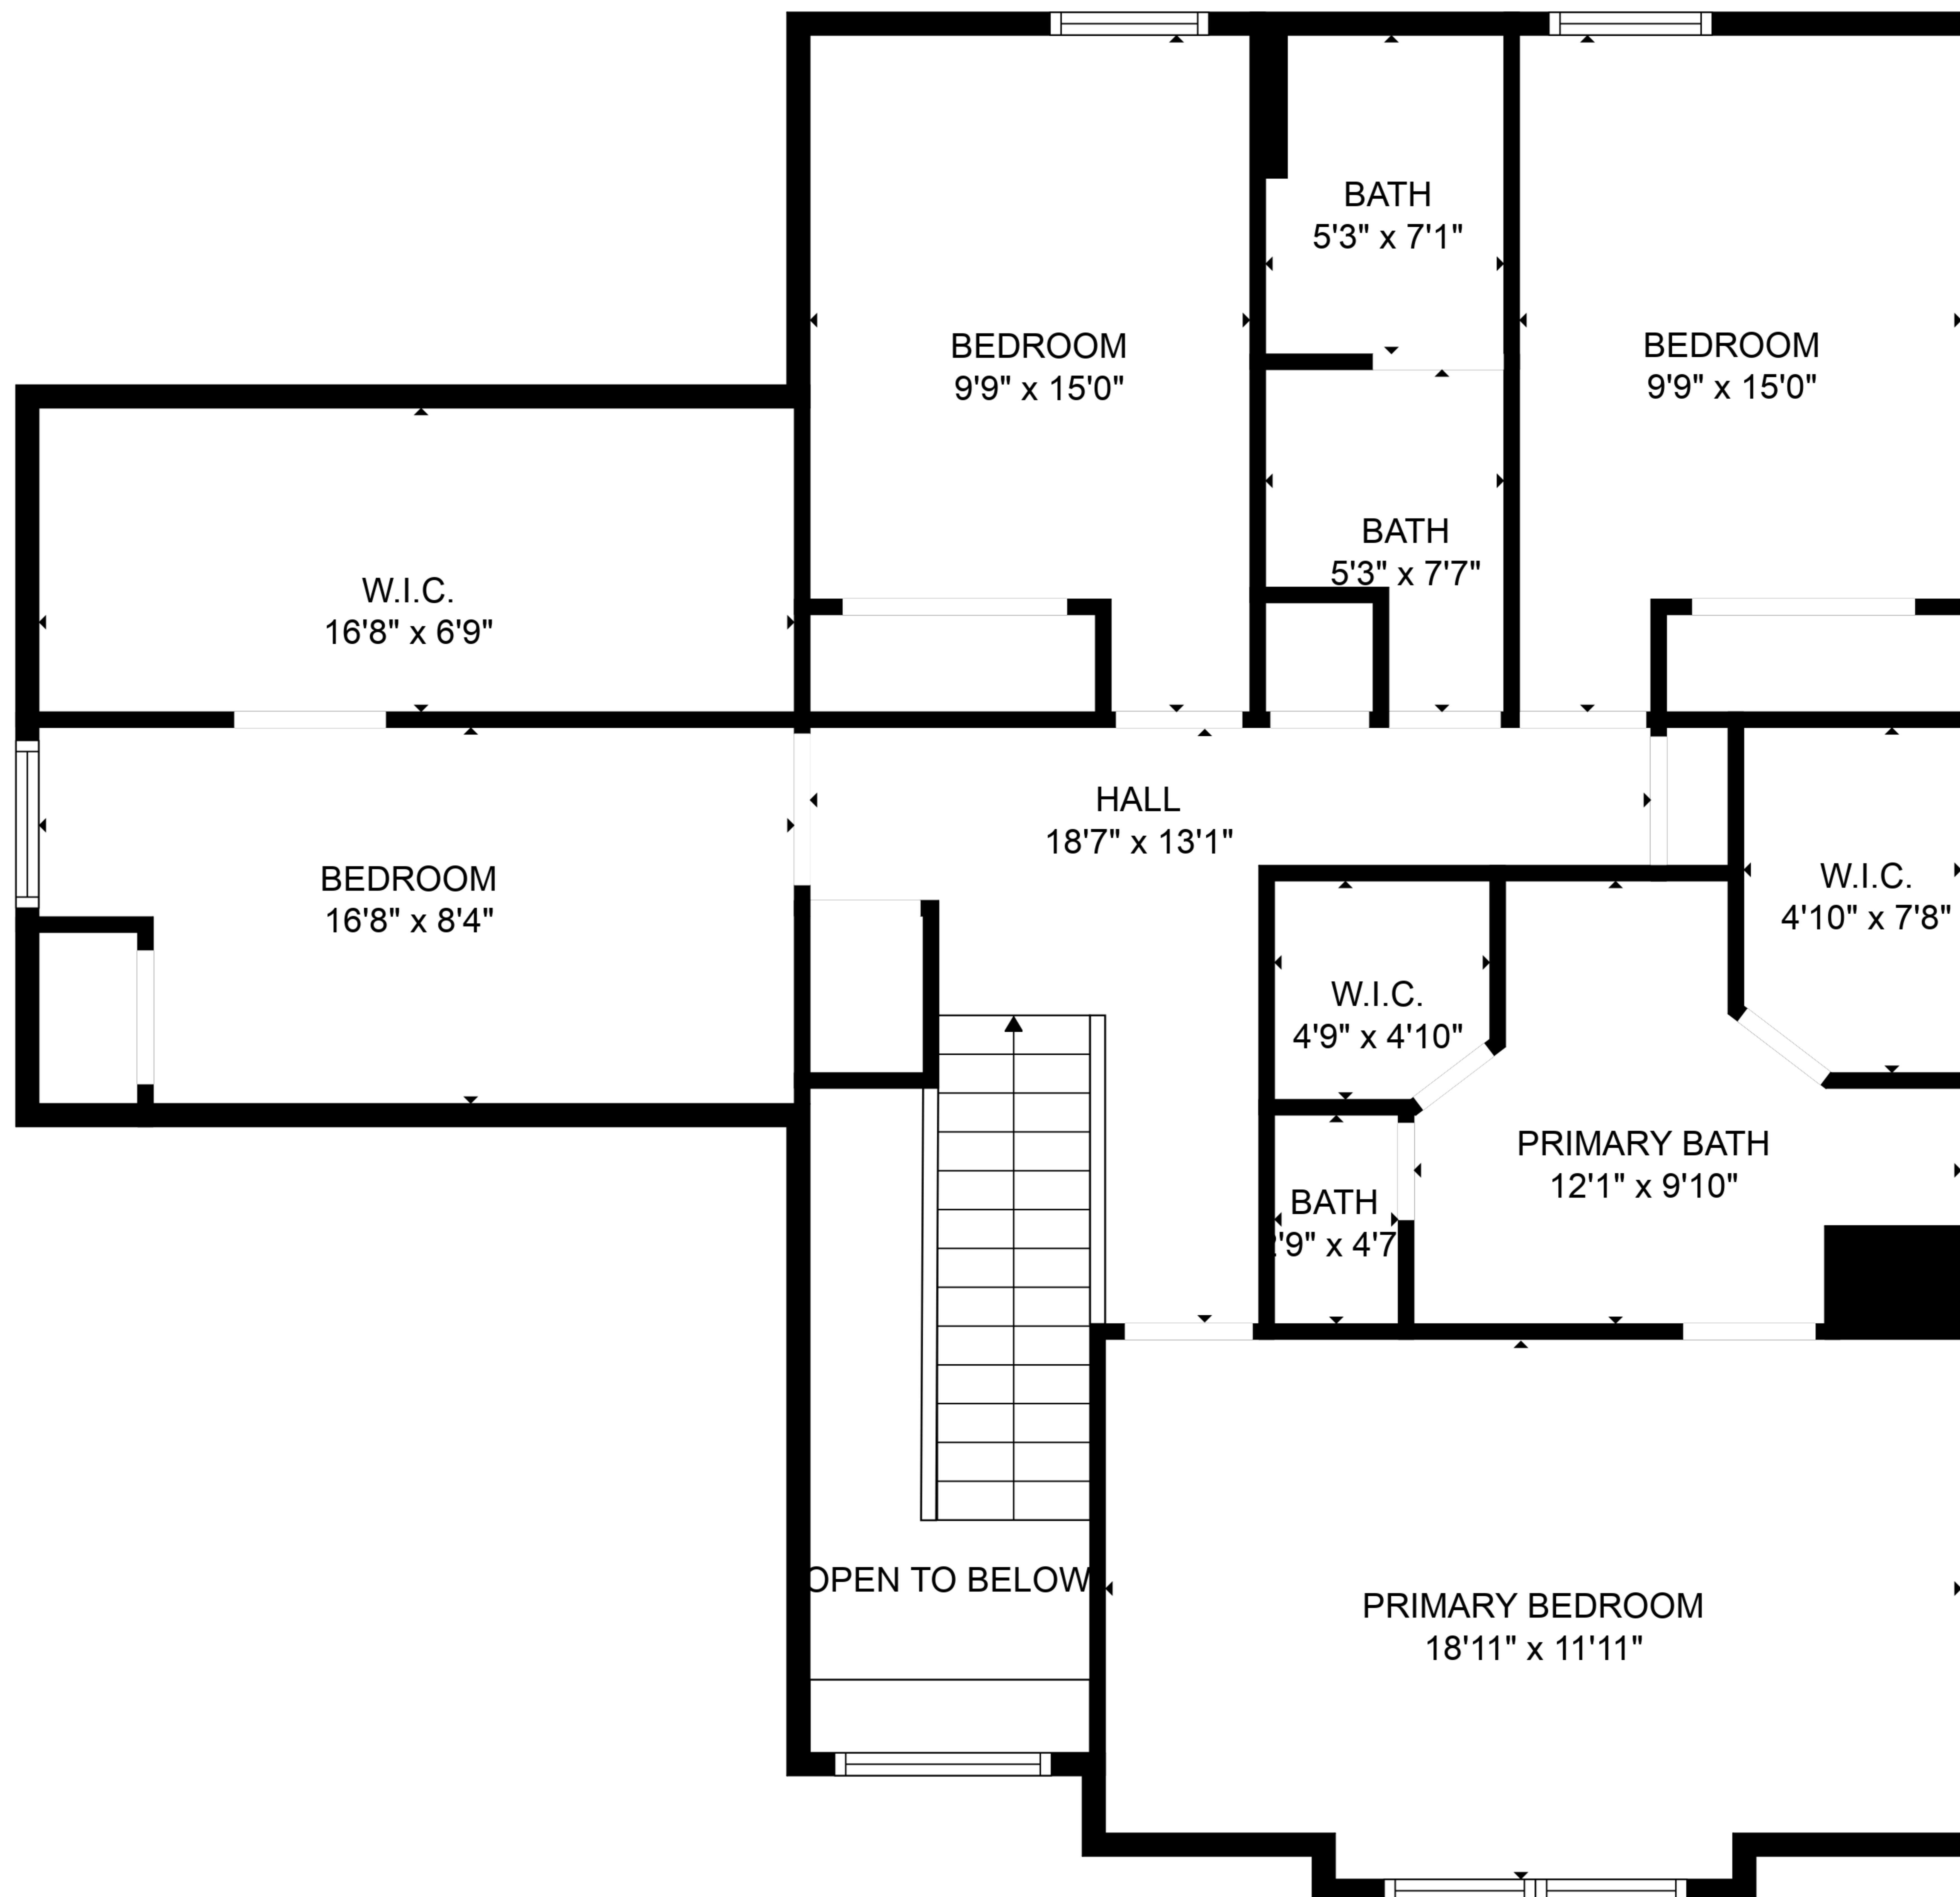 BATH
5'3" x 7'1"
BEDROOM
9'9" x 15'0"
BEDROOM
9'9" x 15'0"
BATH
5'3" x 7'7"
W.I.C.
16'8" x 6'9"
HALL
18'7" x 13'1"
BEDROOM
16'8" x 8'4"
W.I.C.
4'10" x 7'8"
W.I.C.
4'9" x 4'10"
PRIMARY BATH
12'1" x 9'10"
BATH
'9" x 4'7
OPEN TO BELOW
PRIMARY BEDROOM
18'11" x 11'11"